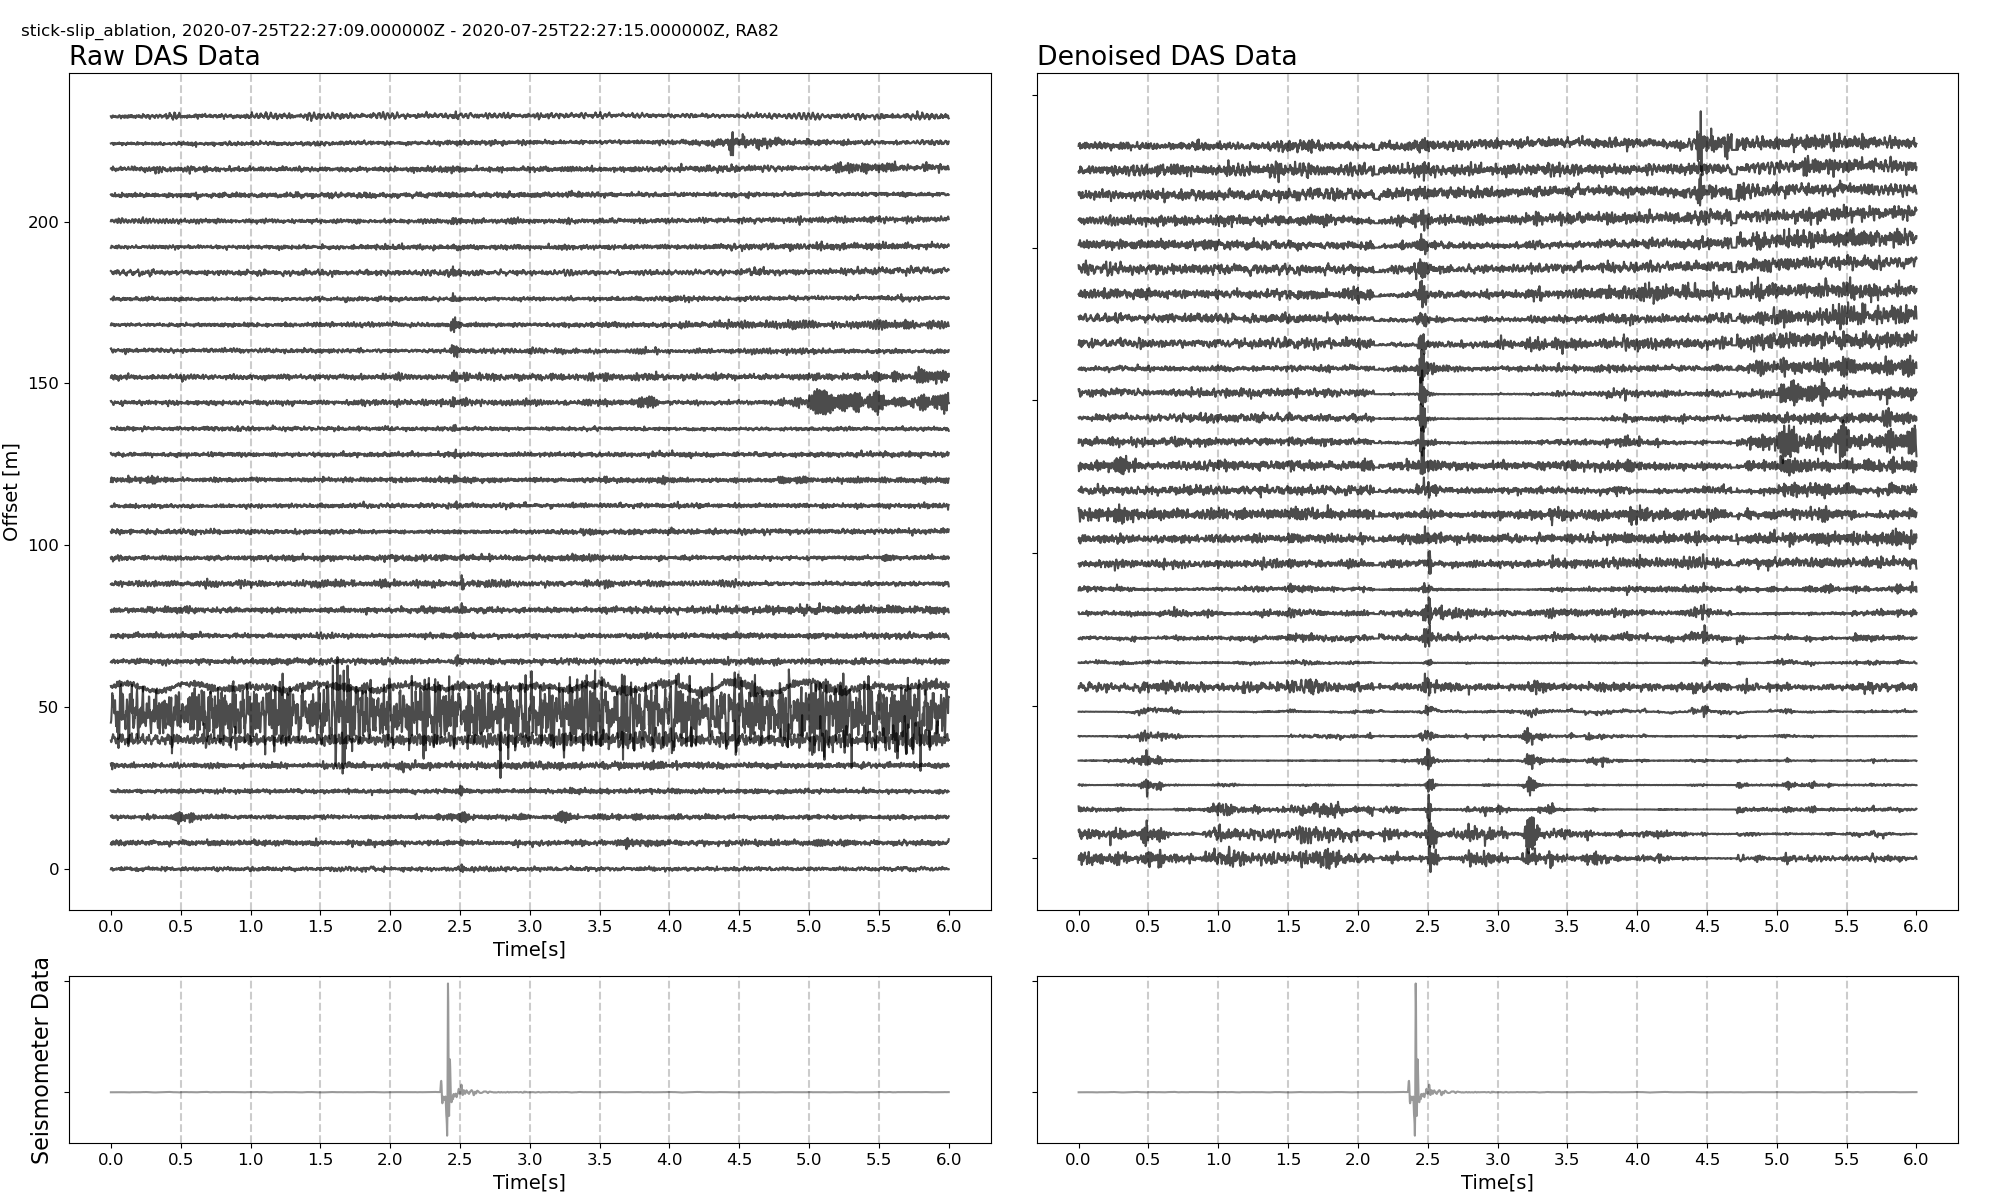 stick-slip_ablation, 2020-07-25T22:27:09.000000Z - 2020-07-25T22:27:15.000000Z, RA82
Raw DAS Data
Denoised DAS Data
Offset [m]
200
150
100
50
0
0.0 0.5 1.0 1.5 2.0 2.5 3.0 3.5 4.0 4.5 5.0 5.5 6.0
Time[s]
0.0 0.5 1.0 1.5 2.0 2.5 3.0 3.5 4.0 4.5 5.0 5.5 6.0
Seismometer Data
0.0 0.5 1.0 1.5 2.0 2.5 3.0 3.5 4.0 4.5 5.0 5.5 6.0
Time[s]
0.0 0.5 1.0 1.5 2.0 2.5 3.0 3.5 4.0 4.5 5.0 5.5 6.0
Time[s]